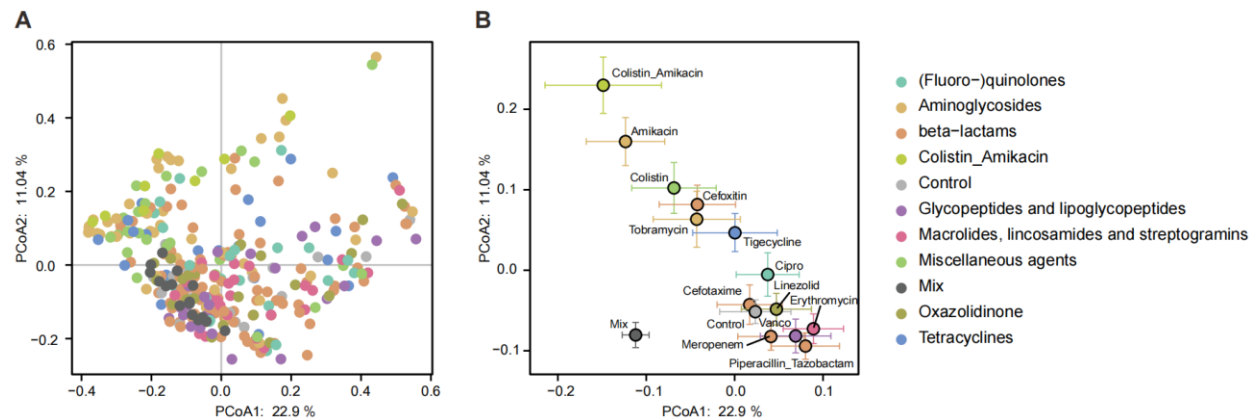 A
0.6
0.4
0.2
0.0
−0.2
PCoA2: 11.04 %
−0.4
−0.2
0.0
0.2
0.4
0.6
PCoA1: 22.9 %
B
0.2
0.1
0.0
−0.1
PCoA2: 11.04 %
Colistin_Amikacin
Amikacin
Colistin
Cefoxitin
Tobramycin
Tigecycline
Cipro
Linezolid
Cefotaxime
Erythromycin
Mix
Control
Vanco
Meropenem
Piperacillin_Tazobactam
−0.2
−0.1
0.0
0.1
PCoA1: 22.9 %
(Fluoro−)quinolones
Aminoglycosides
beta−lactams
Colistin_Amikacin
Control
Glycopeptides and lipoglycopeptides
Macrolides, lincosamides and streptogramins
Miscellaneous agents
Mix
Oxazolidinone
Tetracyclines